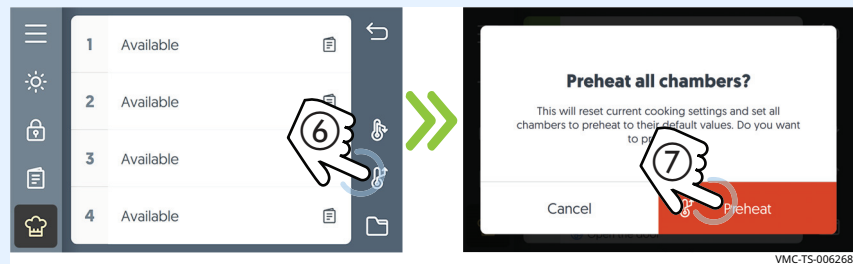 1 Available
2 Available
3 Available
4 Available
6
Preheat all chambers?
This will reset current cooking settings and set all
chambers to preheat to their default values. Do you want
to
7
Cancel
Preheat
VMC-TS-006268